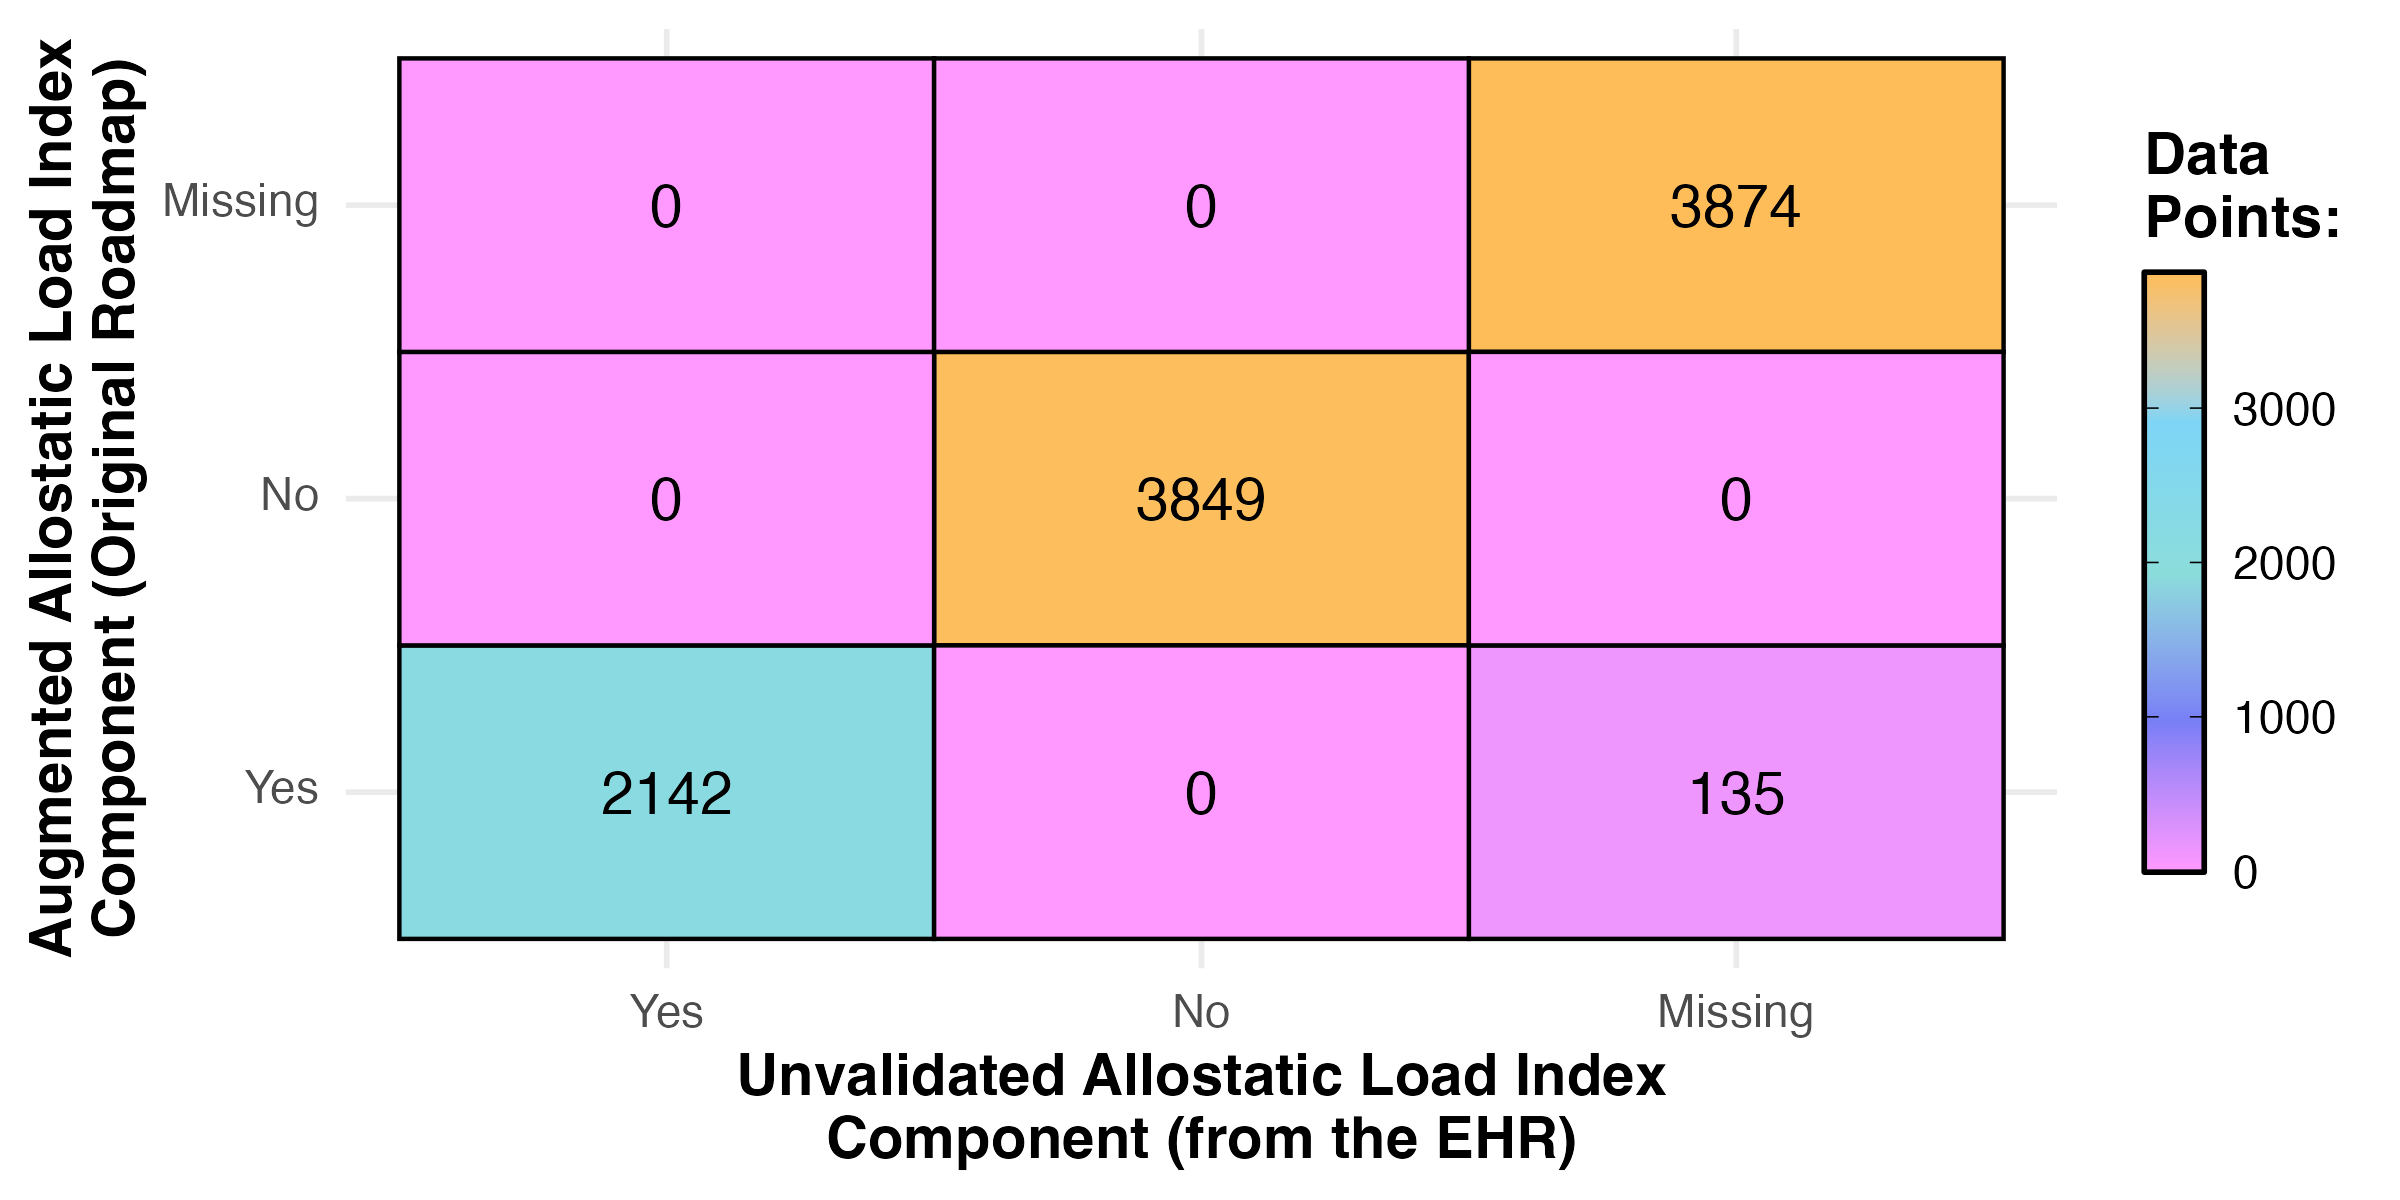 Augmented Allostatic Load Index
Component (Original Roadmap)
Missing
0
0
3874
No
0
3849
0
Yes
2142
0
135
Yes
No
Missing
Unvalidated Allostatic Load Index
Component (from the EHR)
Data
Points:
3000
2000
1000
0